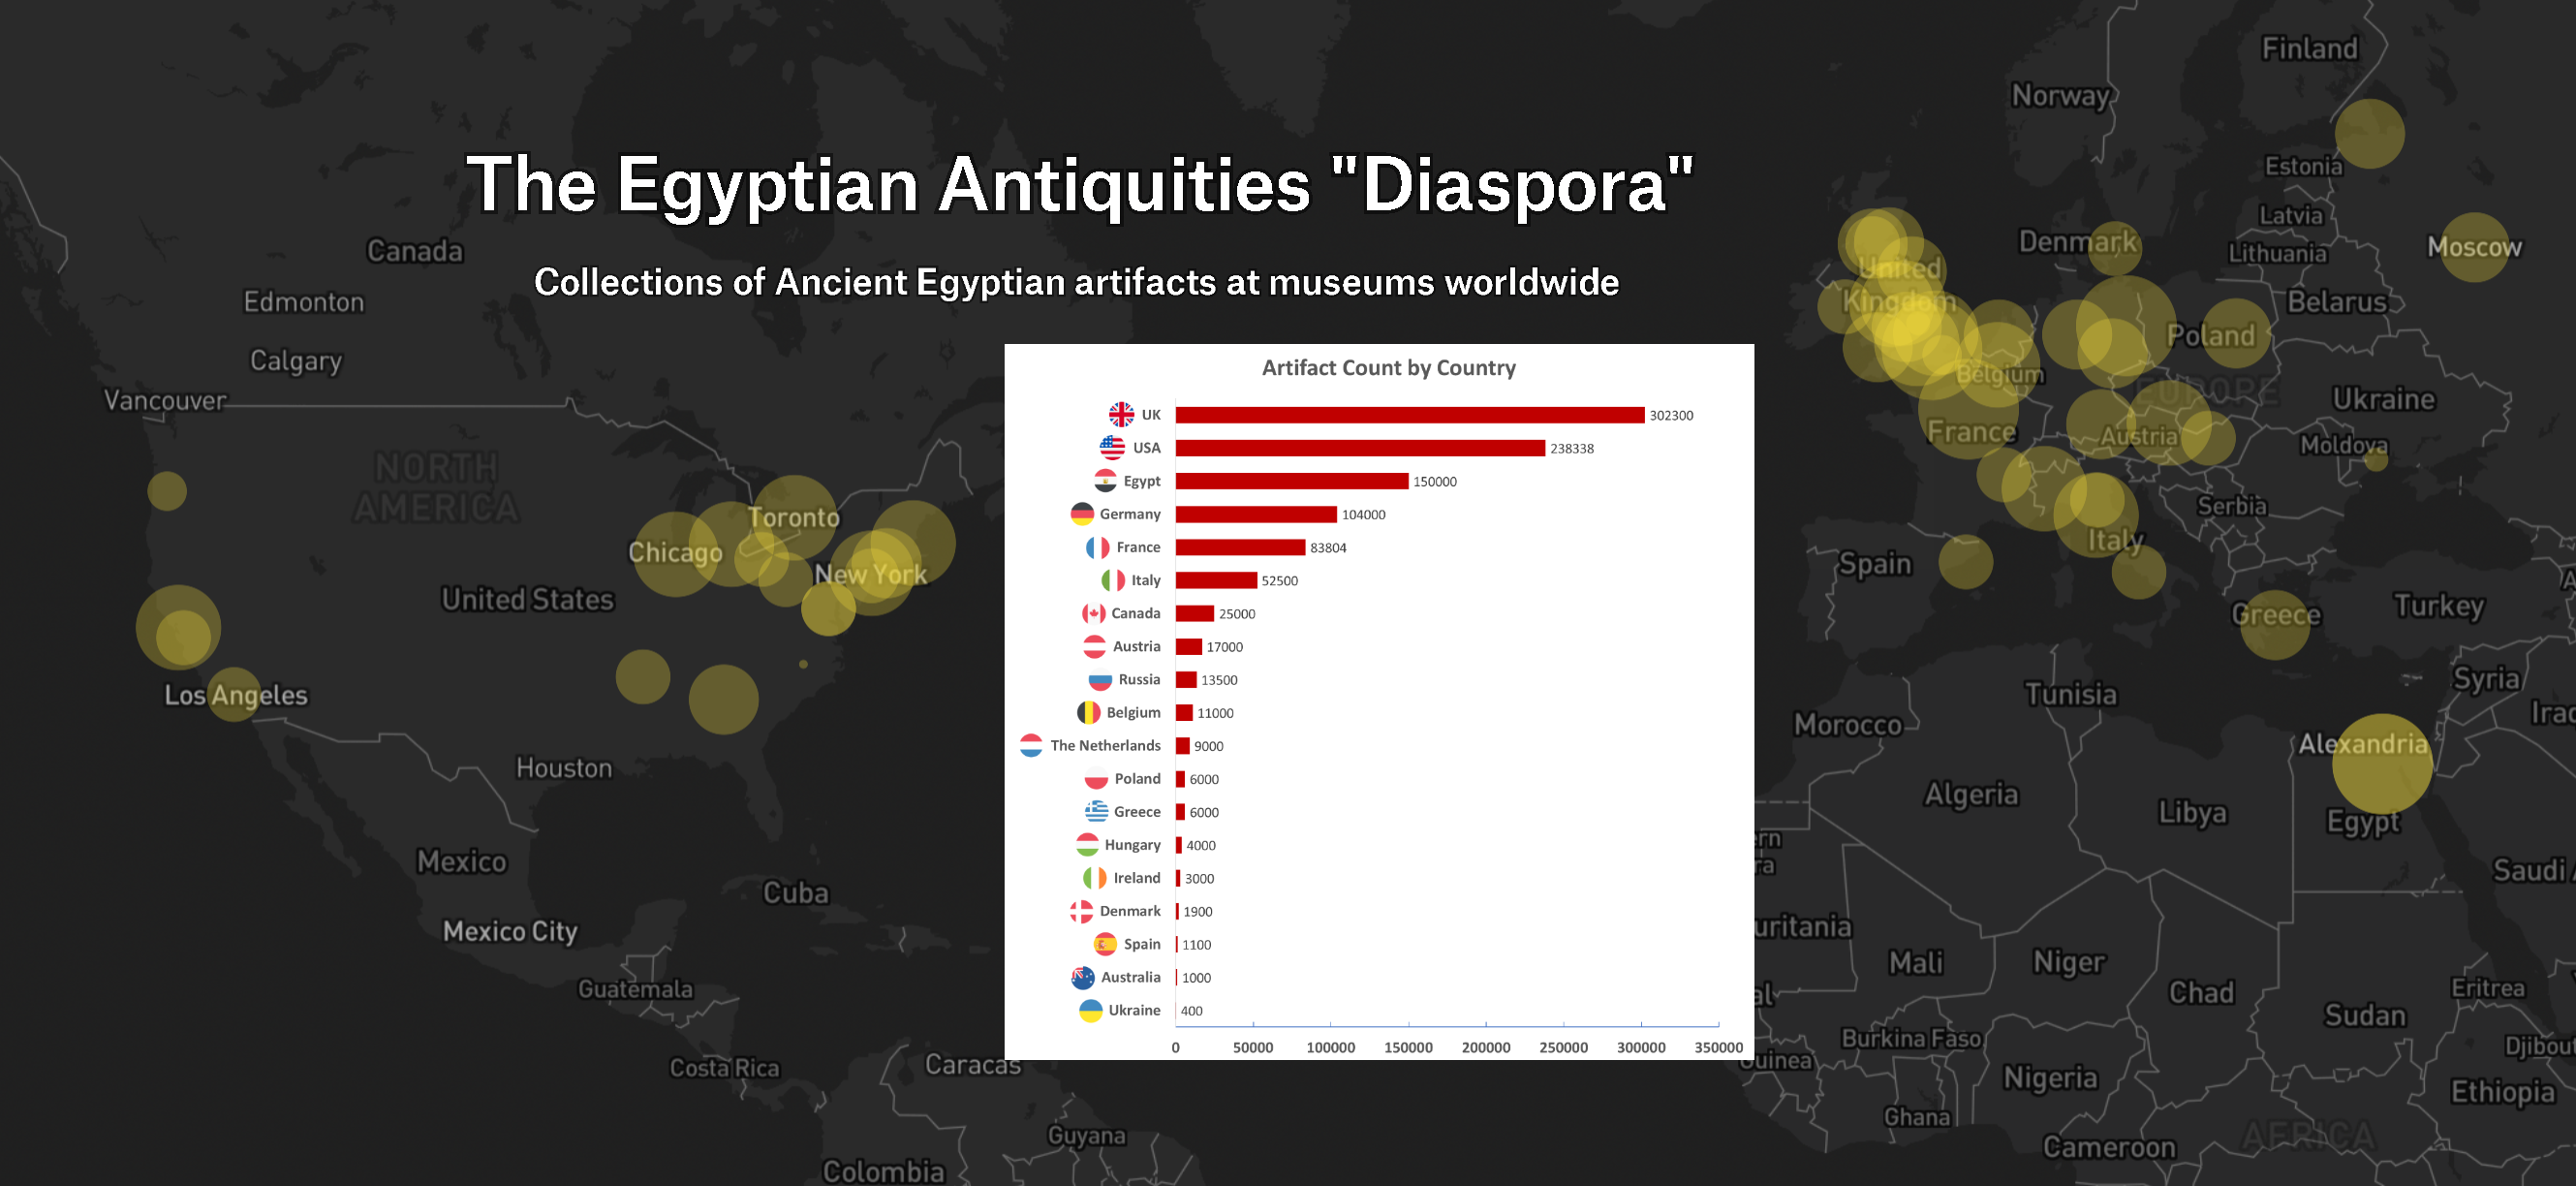 The Egyptian Antiquities "Diaspora"
Collections of Ancient Egyptian artifacts at museums worldwide
Artifact Count by Country
UK 302300
USA 238338
Egypt 150000
Germany 104000
France 83804
Italy 52500
Canada 25000
Austria 17000
Russia 13500
Belgium 11000
The Netherlands 9000
Poland 6000
Greece 6000
Hungary 4000
Ireland 3000
Denmark 1900
Spain 1100
Australia 1000
Ukraine 400
0 50000 100000 150000 200000 250000 300000 350000
Canada
Edmonton
Calgary
Vancouver
NORTH
AMERICA
Toronto
Chicago
New York
United States
Los Angeles
Houston
Mexico
Cuba
Mexico City
Guatemala
Costa Rica
Caracas
Guyana
Colombia
Finland
Norway
Estonia
Latvia
Denmark
Lithuania
Moscow
United
Kingdom
Belarus
Poland
Belgium
EUROPE
Ukraine
France
Austria
Moldova
Serbia
Italy
Spain
Greece
Turkey
Syria
Tunisia
Morocco
Iraq
Alexandria
Algeria
Libya
Egypt
rn
ra
Saudi A
uritania
Mali
Niger
Chad
Eritrea
al
Sudan
Burkina Faso
Djibout
Guinea
Nigeria
Ethiopia
Ghana
AFRICA
Cameroon